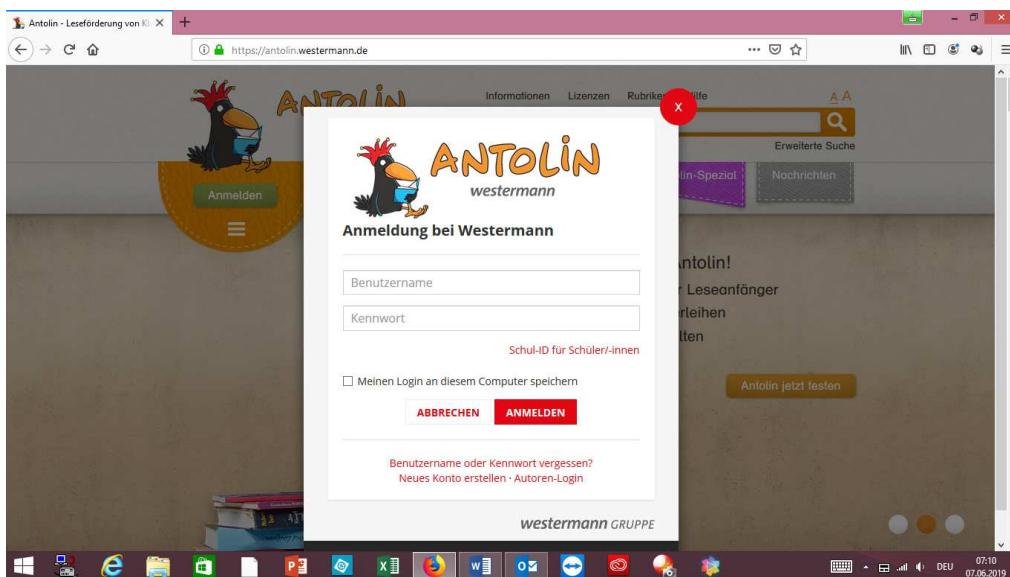 Antolin - Leseförderung von Kl
https://antolin.westermann.de
ANTOLIN
Informationen Lizenzen Rubriken Hilfe
A A
Erweiterte Suche
Anmelden
lin-Spezial
Nachrichten
x
ANTOLIN
westermann
Anmeldung bei Westermann
Benutzername
Kennwort
Schul-ID für Schüler/-innen
Meinen Login an diesem Computer speichern
ABBRECHEN
ANMELDEN
Benutzername oder Kennwort vergessen?
Neues Konto erstellen · Autoren-Login
westermann GRUPPE
Antolin!
r Leseanfänger
rleihen
lten
Antolin jetzt testen
DEU
07:10
07.06.2019